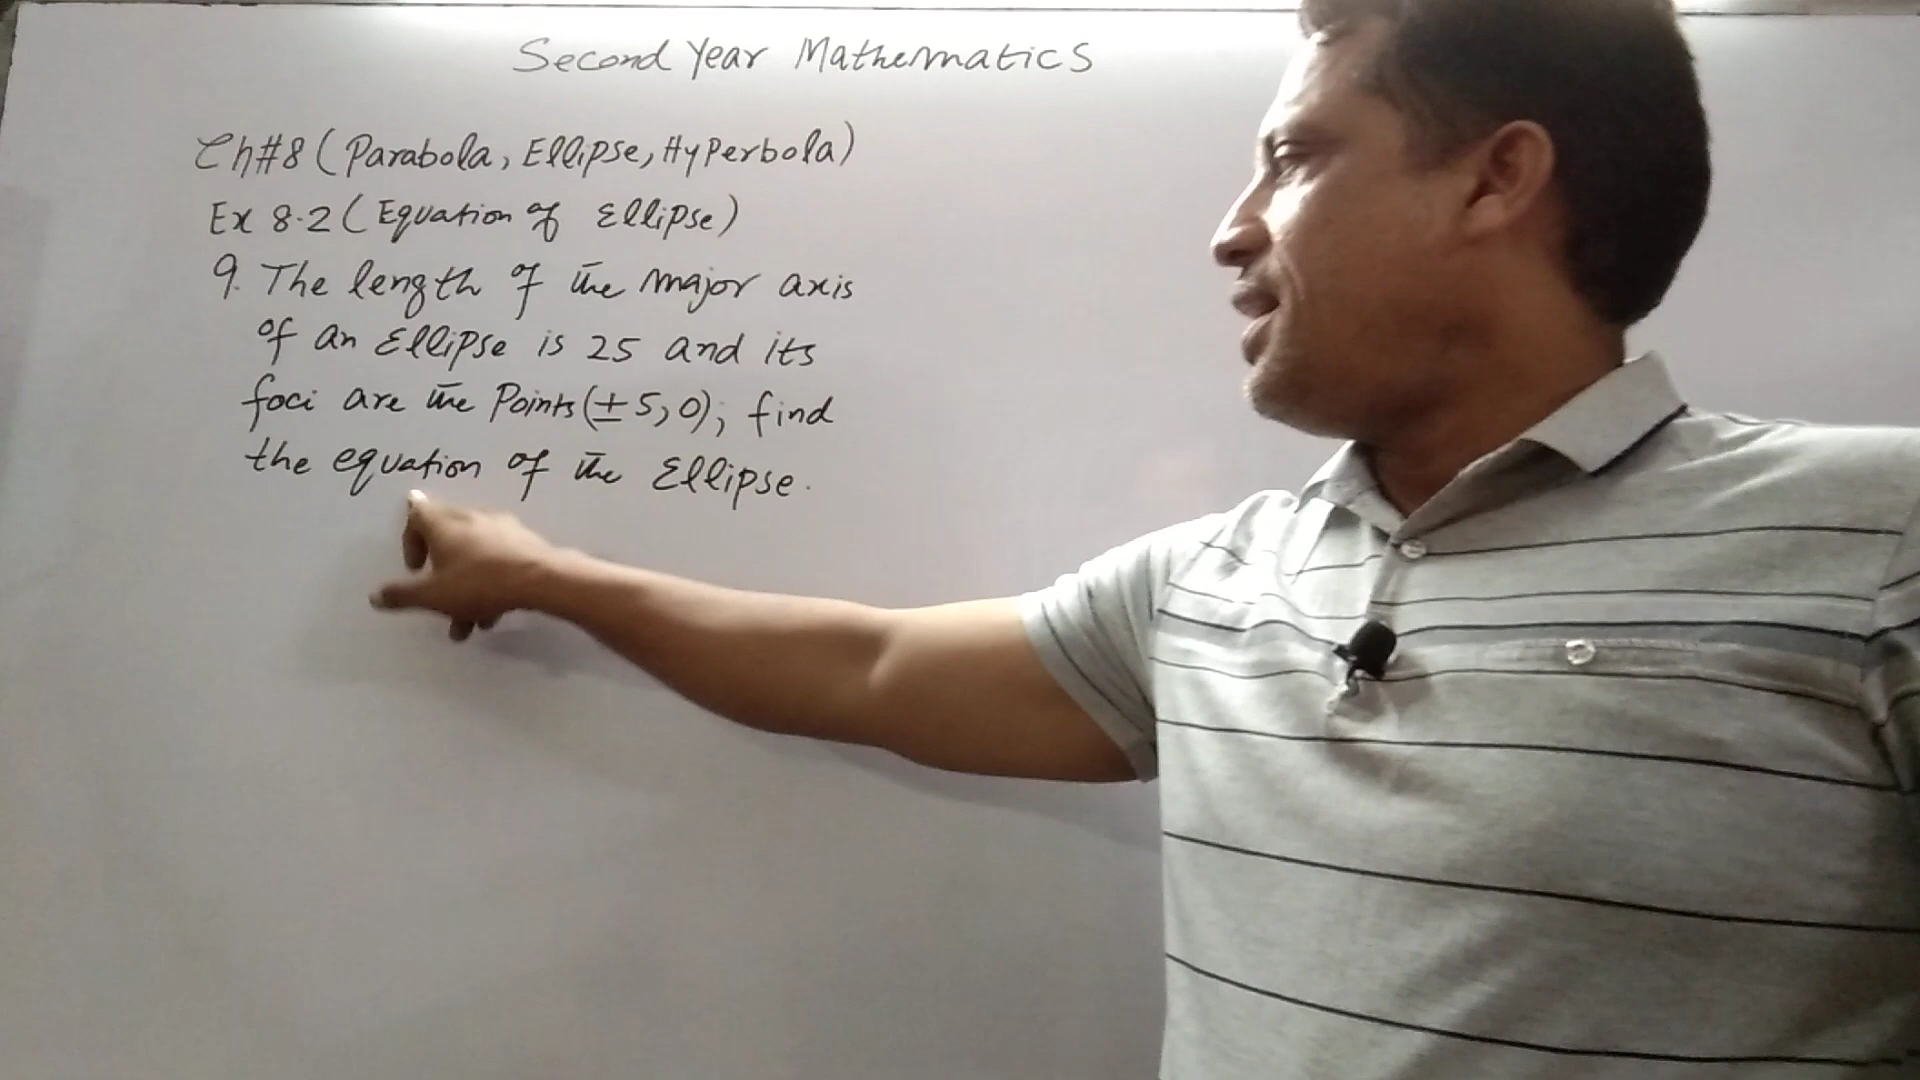 Second Year Mathematics
Ch#8 (Parabola, Ellipse, Hyperbola)
Ex 8.2 (Equation of Ellipse)
9. The length of the major axis
of an Ellipse is 25 and its
foci are the Points (±5,0); find
the equation of the Ellipse.